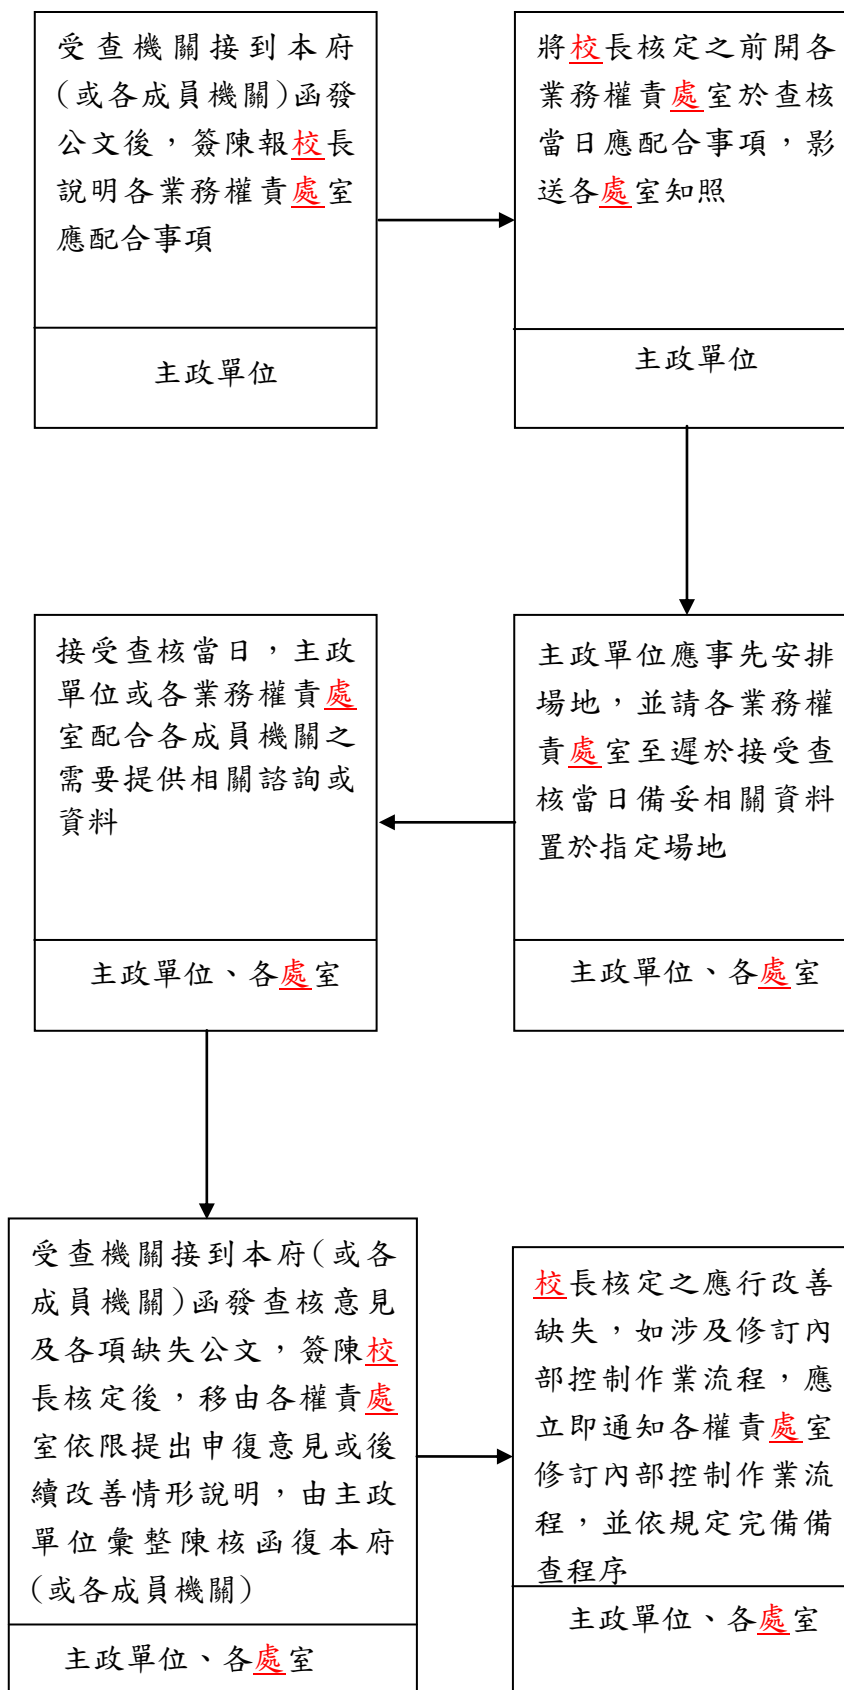 受查機關接到本府
(或各成員機關)函發
公文後，簽陳報校長
說明各業務權責處室
應配合事項
主政單位
將校長核定之前開各
業務權責處室於查核
當日應配合事項，影
送各處室知照
主政單位
主政單位應事先安排
場地，並請各業務權
責處室至遲於接受查
核當日備妥相關資料
置於指定場地
主政單位、各處室
接受查核當日，主政
單位或各業務權責處
室配合各成員機關之
需要提供相關諮詢或
資料
主政單位、各處室
受查機關接到本府(或各
成員機關)函發查核意見
及各項缺失公文，簽陳校
長核定後，移由各權責處
室依限提出申復意見或後
續改善情形說明，由主政
單位彙整陳核函復本府
(或各成員機關)
主政單位、各處室
校長核定之應行改善
缺失，如涉及修訂內
部控制作業流程，應
立即通知各權責處室
修訂內部控制作業流
程，並依規定完備備
查程序
主政單位、各處室